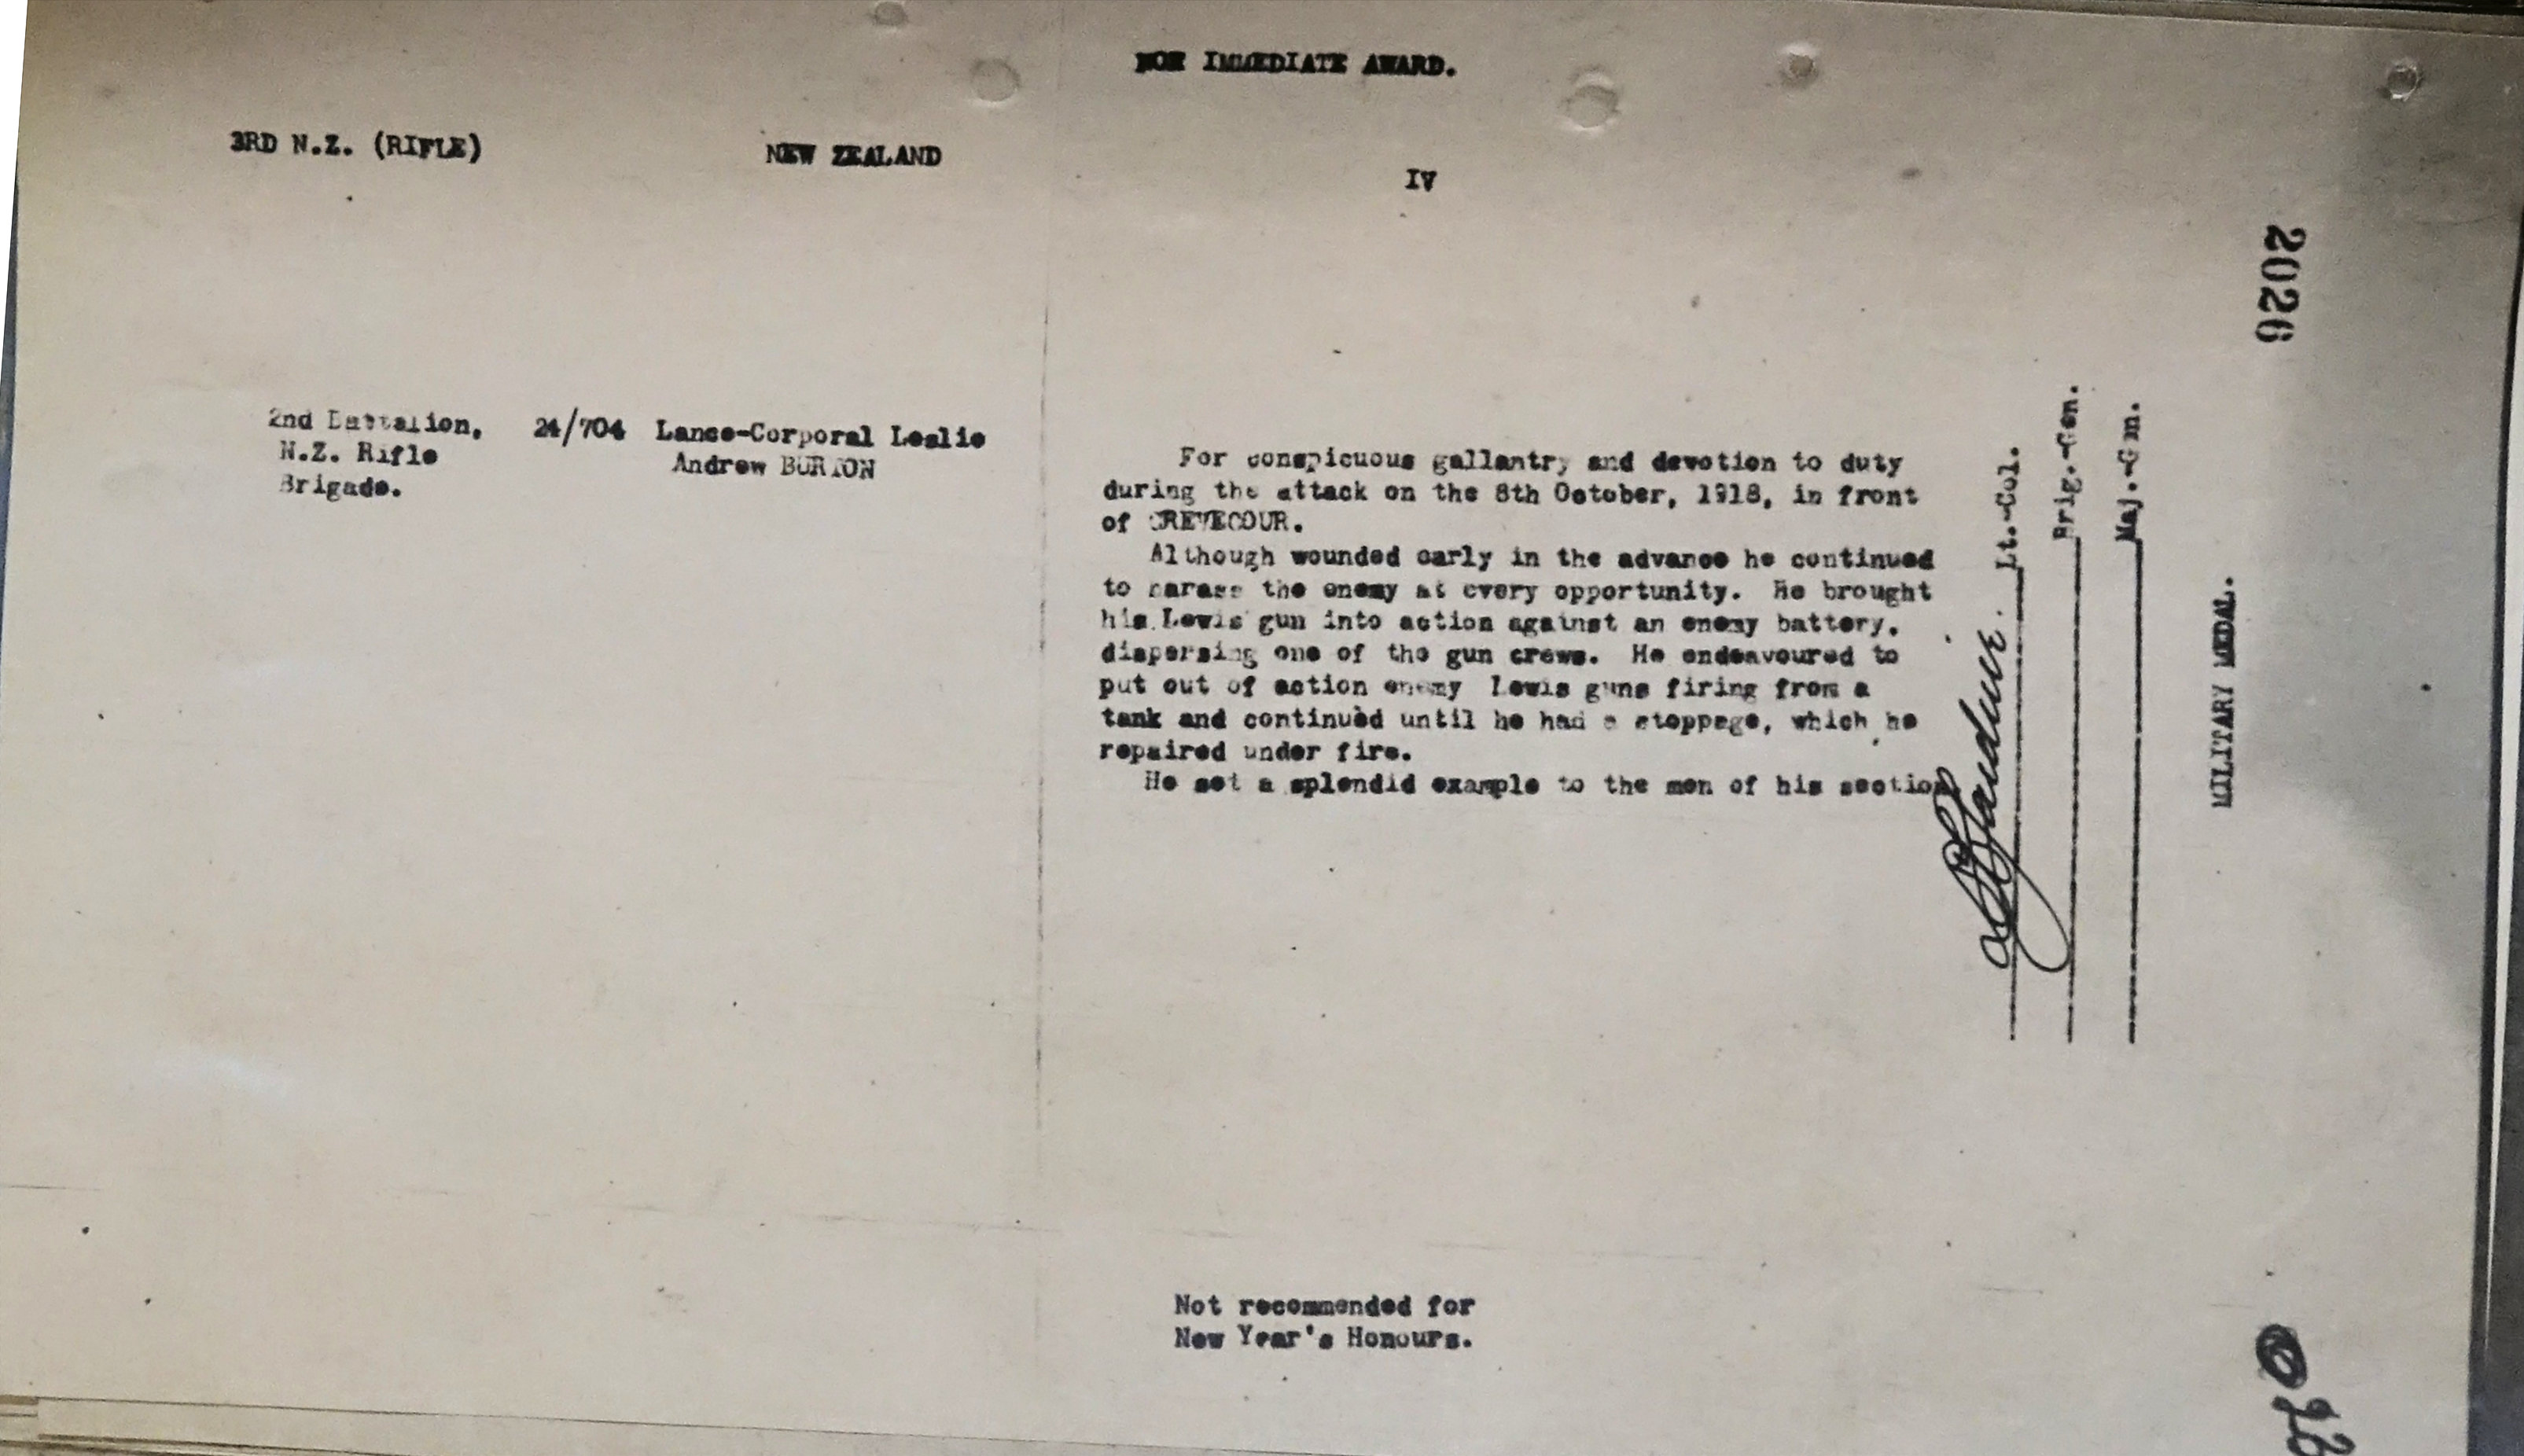 FOR IMMEDIATE AWARD.
3RD N.Z. (RIFLE) NEW ZEALAND
IV
2nd Battalion, 24/704 Lance-Corporal Leslie
N.Z. Rifle Andrew BURTON
Brigade.
For conspicuous gallantry and devotion to duty
during the attack on the 8th October, 1918, in front
of CREVECOUR.
Although wounded early in the advance he continued
to harass the enemy at every opportunity. He brought
his Lewis gun into action against an enemy battery,
dispersing one of the gun crews. He endeavoured to
put out of action enemy Lewis guns firing from a
tank and continued until he had a stoppage, which he
repaired under fire.
He set a splendid example to the men of his section
Lt.-Col.
Brig.-Gen.
Maj.-Gen.
MILITARY MEDAL.
2026
Not recommended for
New Year's Honours.